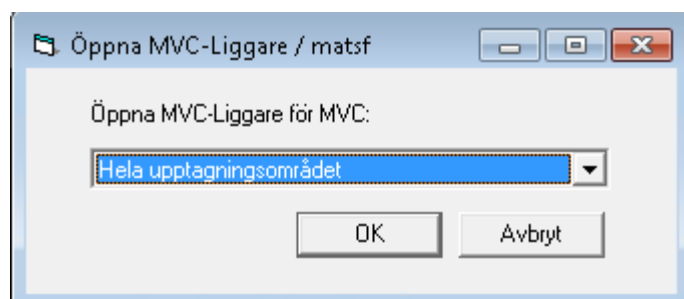 Öppna MVC-Liggare / matsf
Öppna MVC-Liggare för MVC:
Hela upptagningsområdet
OK Avbryt